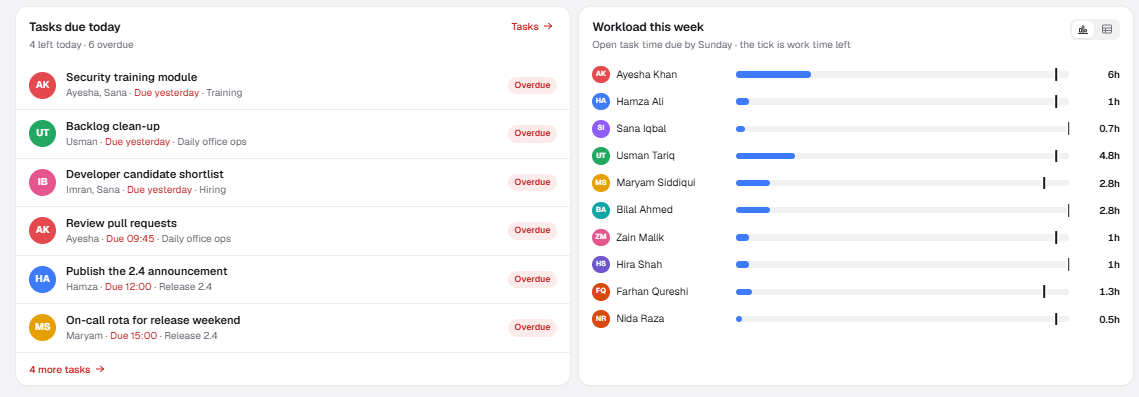 Tasks due today
Tasks →
4 left today · 6 overdue
AK
Security training module
Ayesha, Sana · Due yesterday · Training
Overdue
UT
Backlog clean-up
Usman · Due yesterday · Daily office ops
Overdue
IB
Developer candidate shortlist
Imran, Sana · Due yesterday · Hiring
Overdue
AK
Review pull requests
Ayesha · Due 09:45 · Daily office ops
Overdue
HA
Publish the 2.4 announcement
Hamza · Due 12:00 · Release 2.4
Overdue
MS
On-call rota for release weekend
Maryam · Due 15:00 · Release 2.4
Overdue
4 more tasks →
Workload this week
Open task time due by Sunday · the tick is work time left
AK Ayesha Khan 6h
HA Hamza Ali 1h
SI Sana Iqbal 0.7h
UT Usman Tariq 4.8h
MS Maryam Siddiqui 2.8h
BA Bilal Ahmed 2.8h
ZM Zain Malik 1h
HS Hira Shah 1h
FQ Farhan Qureshi 1.3h
NR Nida Raza 0.5h